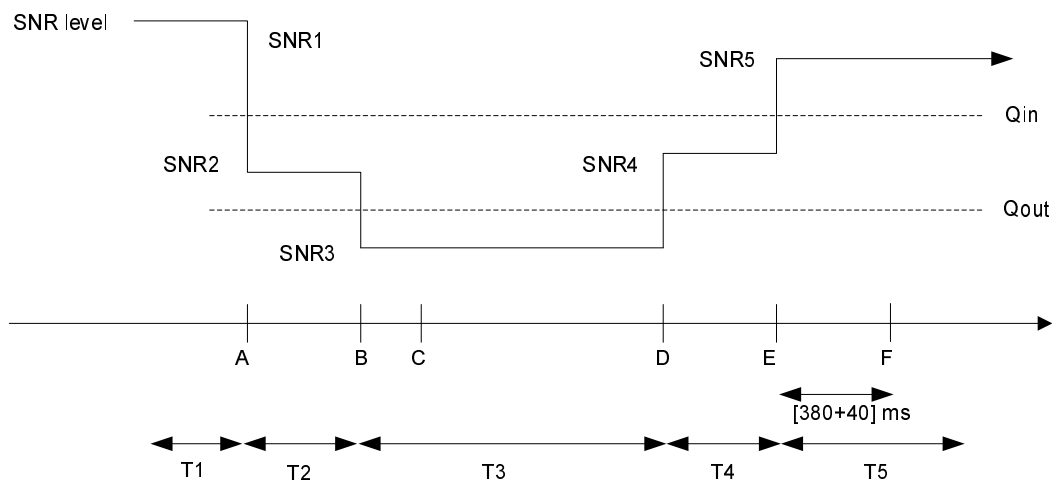 SNR level
SNR1
SNR5
Qin
SNR2
SNR4
Qout
SNR3
A B C D E F
[380+40] ms
T1 T2 T3 T4 T5